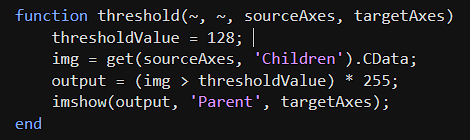 function threshold(~, ~, sourceAxes, targetAxes)
    thresholdValue = 128;
    img = get(sourceAxes, 'Children').CData;
    output = (img > thresholdValue) * 255;
    imshow(output, 'Parent', targetAxes);
end